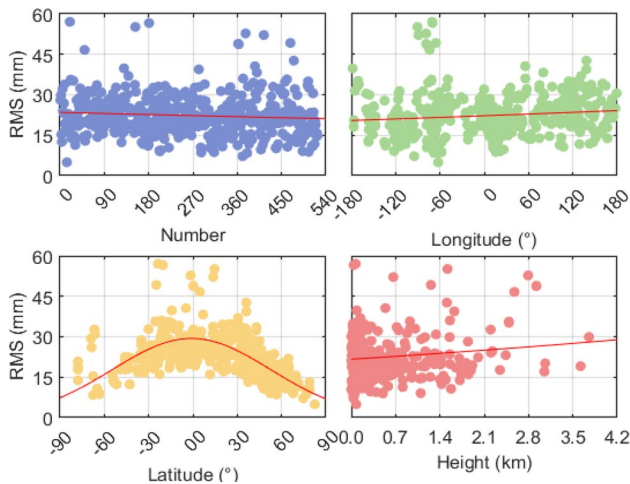 60
45
30
15
0
RMS (mm)
0 90 180 270 360 450 540
Number
-180 -120 -60 0 60 120 180
Longitude (°)
60
45
30
15
0
RMS (mm)
-90 -60 -30 00 30 60 90
Latitude (°)
0.0 0.7 1.4 2.1 2.8 3.5 4.2
Height (km)